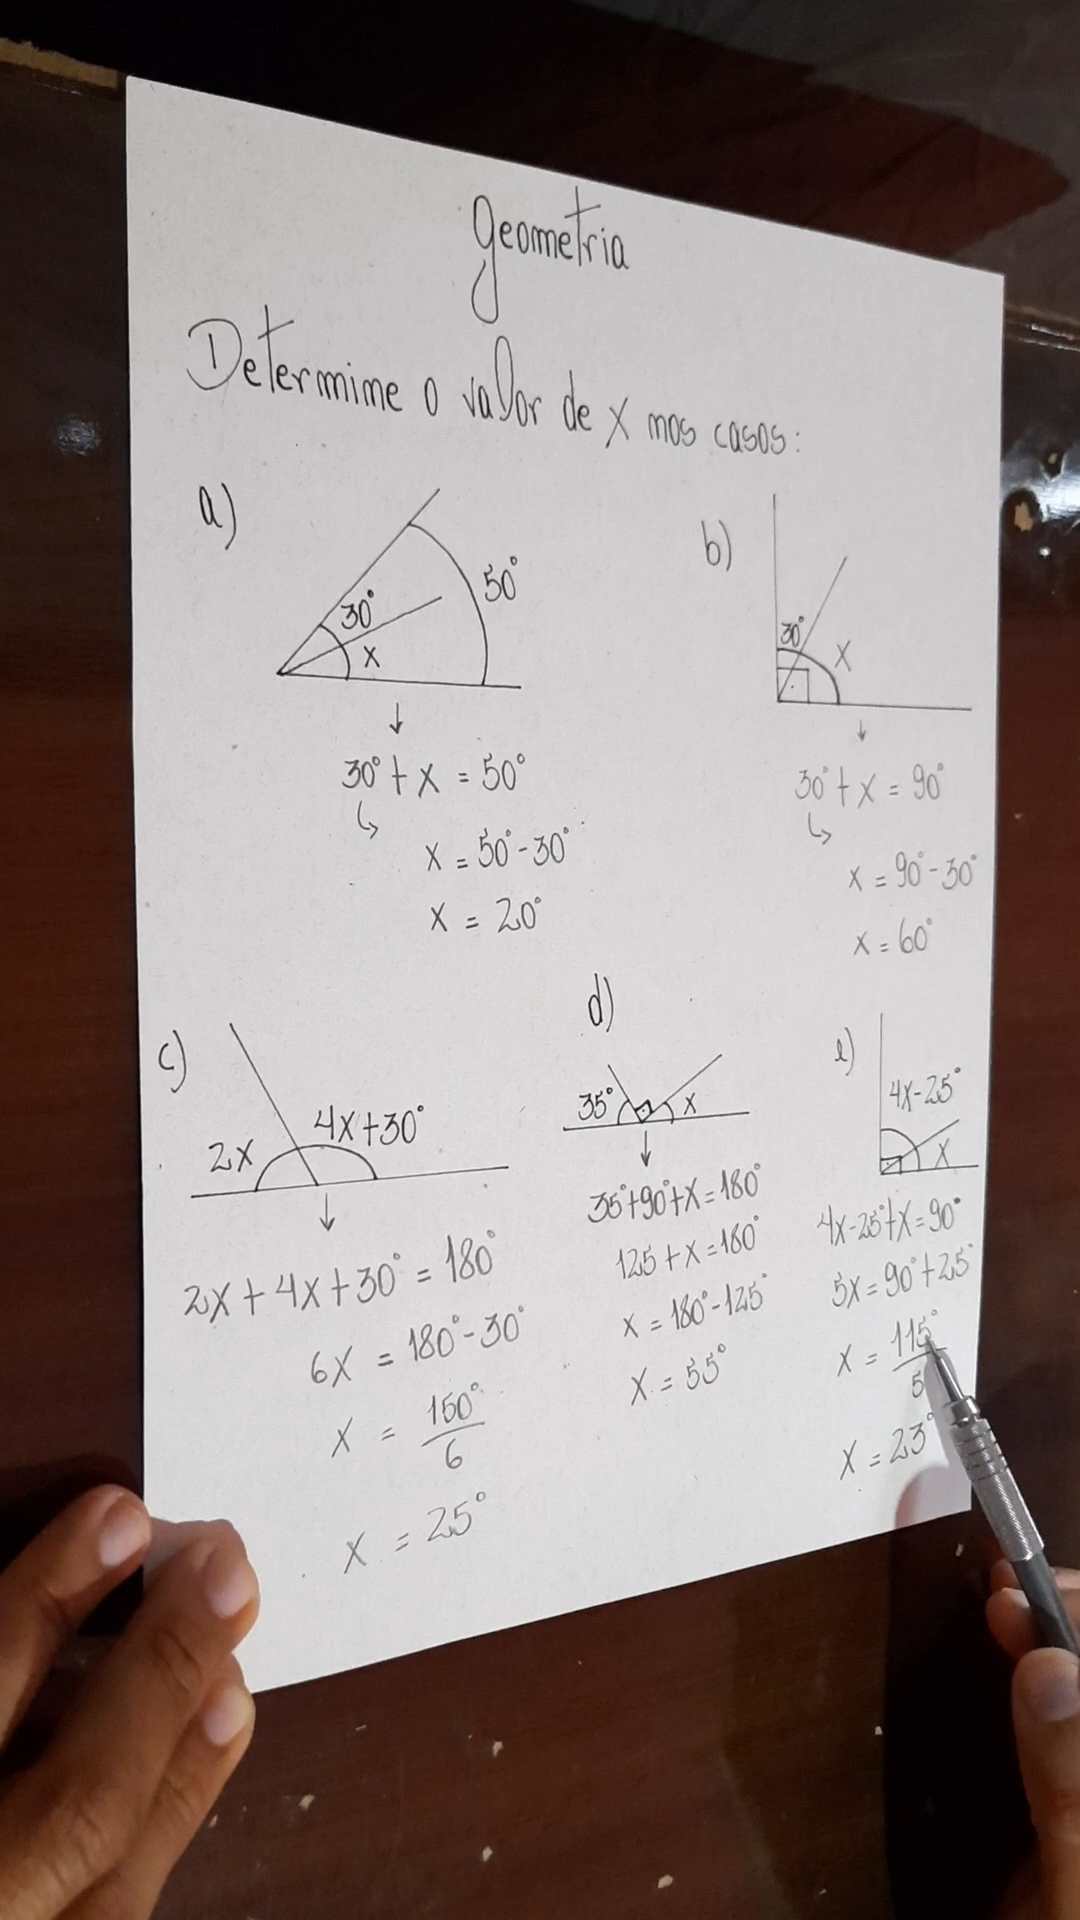 Geometria
Determine o valor de x nos casos:
a)
30°
x
50°
30° + x = 50°
x = 50° - 30°
x = 20°
b)
30°
x
30° + x = 90°
x = 90° - 30°
x = 60°
c)
2x
4x+30°
2x + 4x + 30° = 180°
6x = 180° - 30°
x = 150°
6
x = 25°
d)
35°
x
35°+90°+x=180°
125 + x = 180°
x = 180° - 125°
x = 55°
e)
4x-25°
x
4x-25°+x=90°
5x = 90° + 25°
x = 115°
5
x = 23°